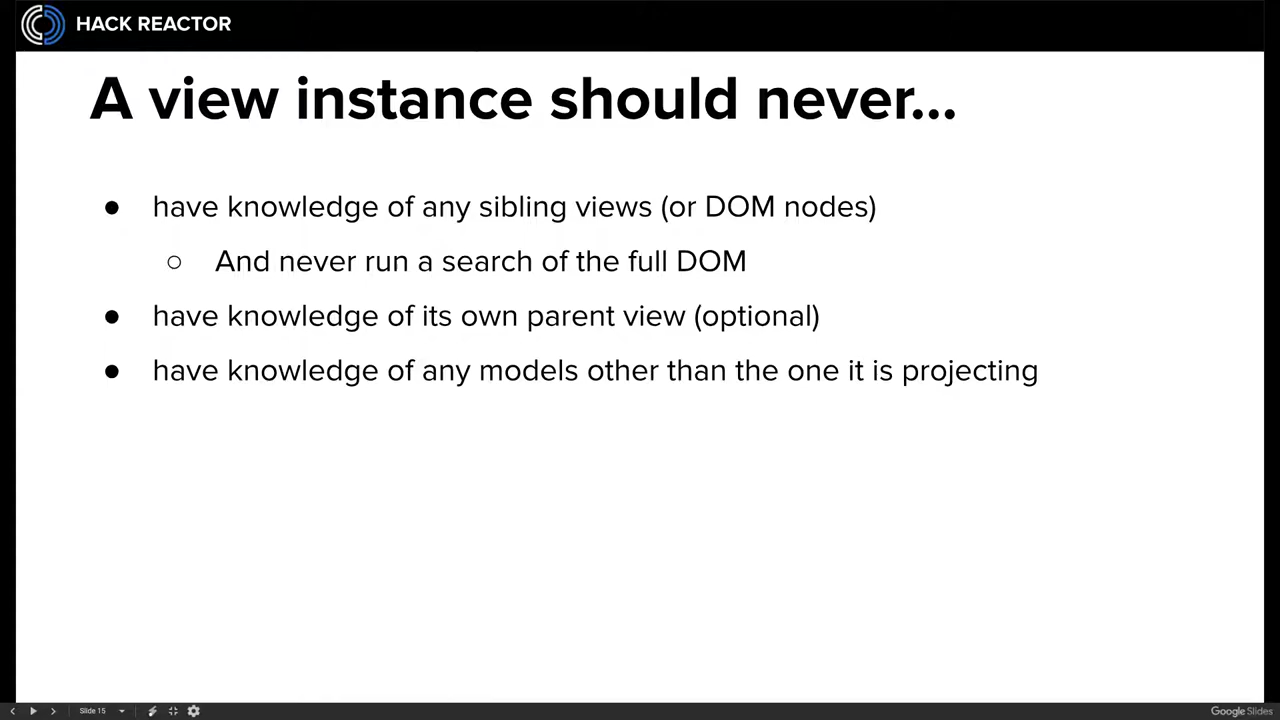 HACK REACTOR
A view instance should never...
● have knowledge of any sibling views (or DOM nodes)
○ And never run a search of the full DOM
● have knowledge of its own parent view (optional)
● have knowledge of any models other than the one it is projecting
Slide 15
Google Slides